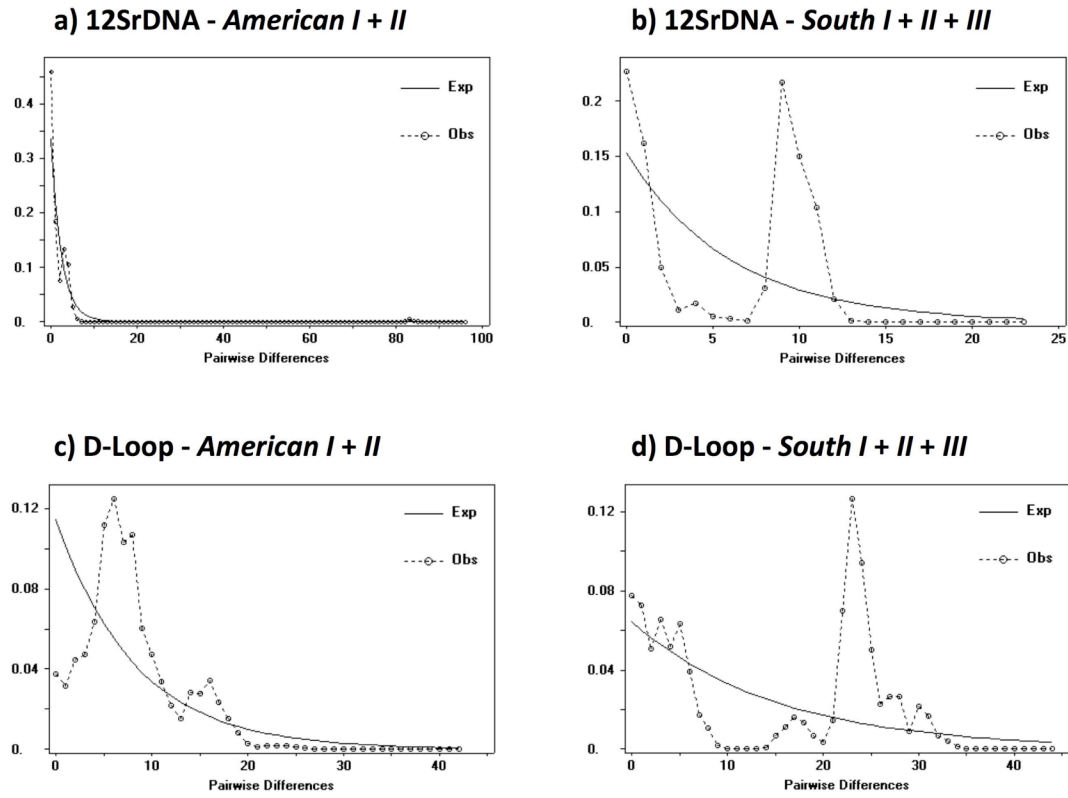 a) 12SrDNA - American I + II
Exp
Obs
0.4
0.3
0.2
0.1
0.
0 20 40 60 80 100
Pairwise Differences
b) 12SrDNA - South I + II + III
Exp
Obs
0.2
0.15
0.1
0.05
0.
0 5 10 15 20 25
Pairwise Differences
c) D-Loop - American I + II
Exp
Obs
0.12
0.08
0.04
0.
0 10 20 30 40
Pairwise Differences
d) D-Loop - South I + II + III
Exp
Obs
0.12
0.08
0.04
0.
0 10 20 30 40
Pairwise Differences